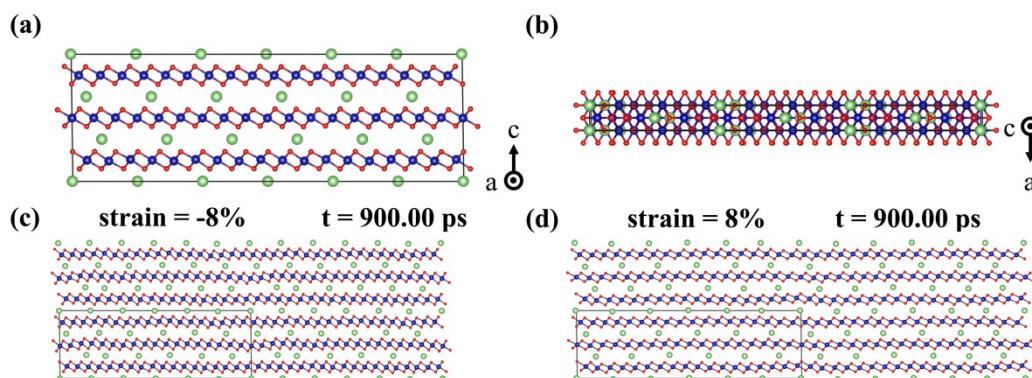 (a)
(b)
c
a
c
a
(c) strain = -8% t = 900.00 ps
(d) strain = 8% t = 900.00 ps